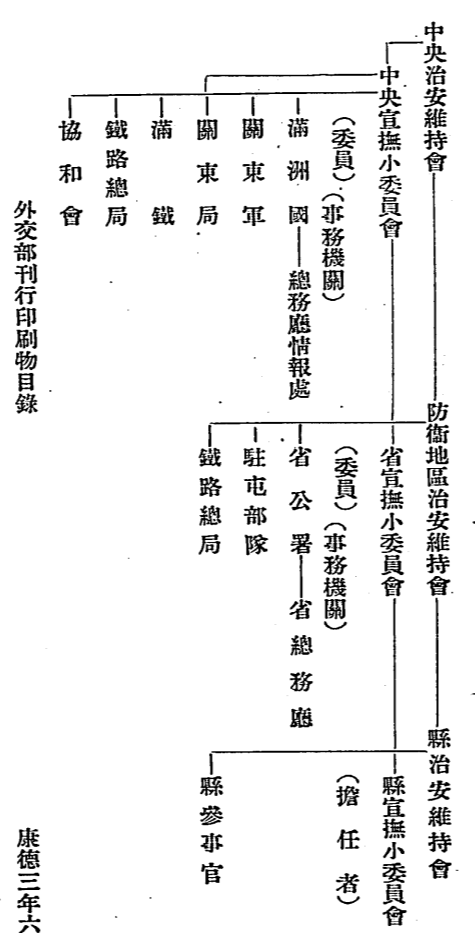 中央治安維持會
防衞地區治安維持會
縣治安維持會
中央宣撫小委員會
省宣撫小委員會
縣宣撫小委員會
(委員)
(委員)
(擔任者)
(事務機關)
(事務機關)
滿洲國
總務廳情報處
省公署
省總務廳
關東軍
駐屯部隊
關東局
鐵路總局
縣參事官
滿鐵
鐵路總局
協和會
外交部刊行印刷物目錄
康德三年六